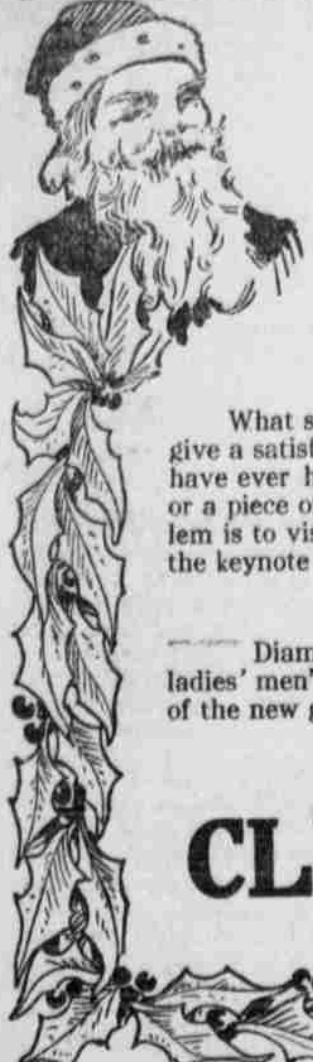 What s
give a satisf
have ever h
or a piece of
lem is to vis
the keynote
Diam
ladies' men'
of the new g
CL